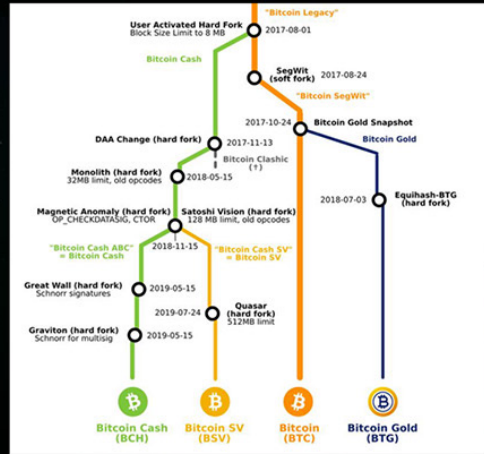 "Bitcoin Legacy"
User Activated Hard Fork
Block Size Limit to 8 MB
2017-08-01
Bitcoin Cash
SegWit
(soft fork)
2017-08-24
"Bitcoin SegWit"
2017-10-24
Bitcoin Gold Snapshot
DAA Change (hard fork)
2017-11-13
Bitcoin Gold
Bitcoin Clashic
(†)
Monolith (hard fork)
32MB limit, old opcodes
2018-05-15
2018-07-03
Equihash-BTG
(hard fork)
Magnetic Anomaly (hard fork)
OP_CHECKDATASIG, CTOR
Satoshi Vision (hard fork)
128 MB limit, old opcodes
2018-11-15
"Bitcoin Cash ABC"
= Bitcoin Cash
"Bitcoin Cash SV"
= Bitcoin SV
Great Wall (hard fork)
Schnorr signatures
2019-05-15
2019-07-24
Quasar
(hard fork)
512MB limit
Graviton (hard fork)
Schnorr for multisig
2019-05-15
Bitcoin Cash
(BCH)
Bitcoin SV
(BSV)
Bitcoin
(BTC)
Bitcoin Gold
(BTG)